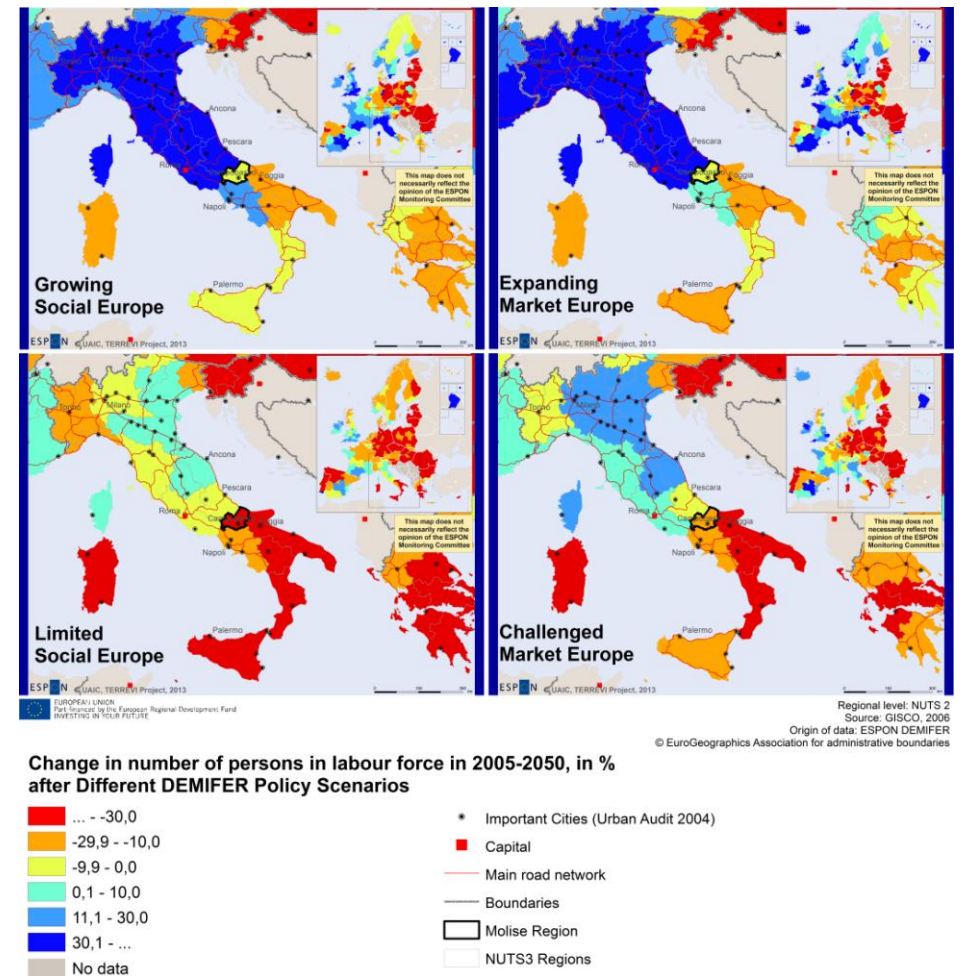 Milano
Ancona
Pescara
Roma
Foggia
Napoli
Palermo
This map does not
necessarily reflect the
opinion of the ESPON
Monitoring Committee
Growing
Social Europe
ESPON © UAIC, TERREVI Project, 2013
Milano
Ancona
Pescara
Foggia
Napoli
Palermo
This map does not
necessarily reflect the
opinion of the ESPON
Monitoring Committee
Expanding
Market Europe
ESPON © UAIC, TERREVI Project, 2013
Torino
Milano
Ancona
Pescara
Roma
Napoli
Palermo
This map does not
necessarily reflect the
opinion of the ESPON
Monitoring Committee
Limited
Social Europe
ESPON © UAIC, TERREVI Project, 2013
Torino
Milano
Ancona
Pescara
Roma
Napoli
Palermo
This map does not
necessarily reflect the
opinion of the ESPON
Monitoring Committee
Challenged
Market Europe
ESPON © UAIC, TERREVI Project, 2013
EUROPEAN UNION
Part-financed by the European Regional Development Fund
INVESTING IN YOUR FUTURE
Regional level: NUTS 2
Source: GISCO, 2006
Origin of data: ESPON DEMIFER
© EuroGeographics Association for administrative boundaries
Change in number of persons in labour force in 2005-2050, in %
after Different DEMIFER Policy Scenarios
... - -30,0
-29,9 - -10,0
-9,9 - 0,0
0,1 - 10,0
11,1 - 30,0
30,1 - ...
No data
Important Cities (Urban Audit 2004)
Capital
Main road network
Boundaries
Molise Region
NUTS3 Regions